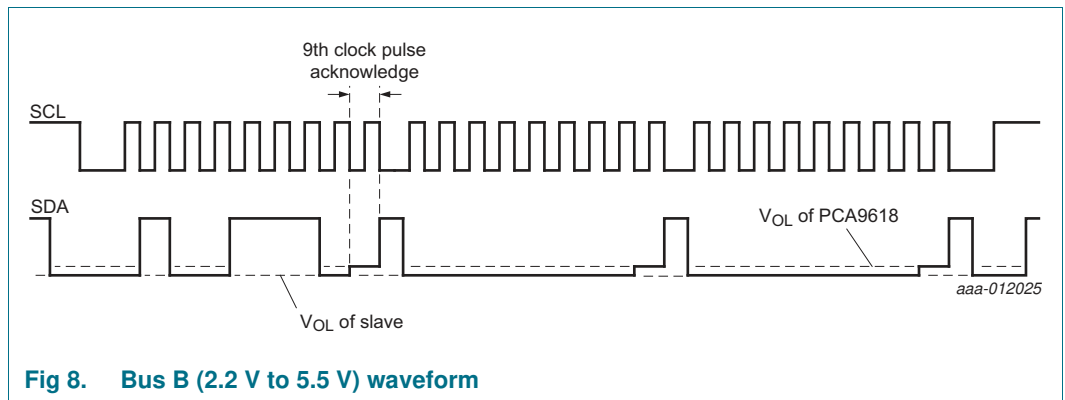 9th clock pulse
acknowledge
SCL
SDA
VOL of PCA9618
aaa-012025
VOL of slave
Fig 8. Bus B (2.2 V to 5.5 V) waveform